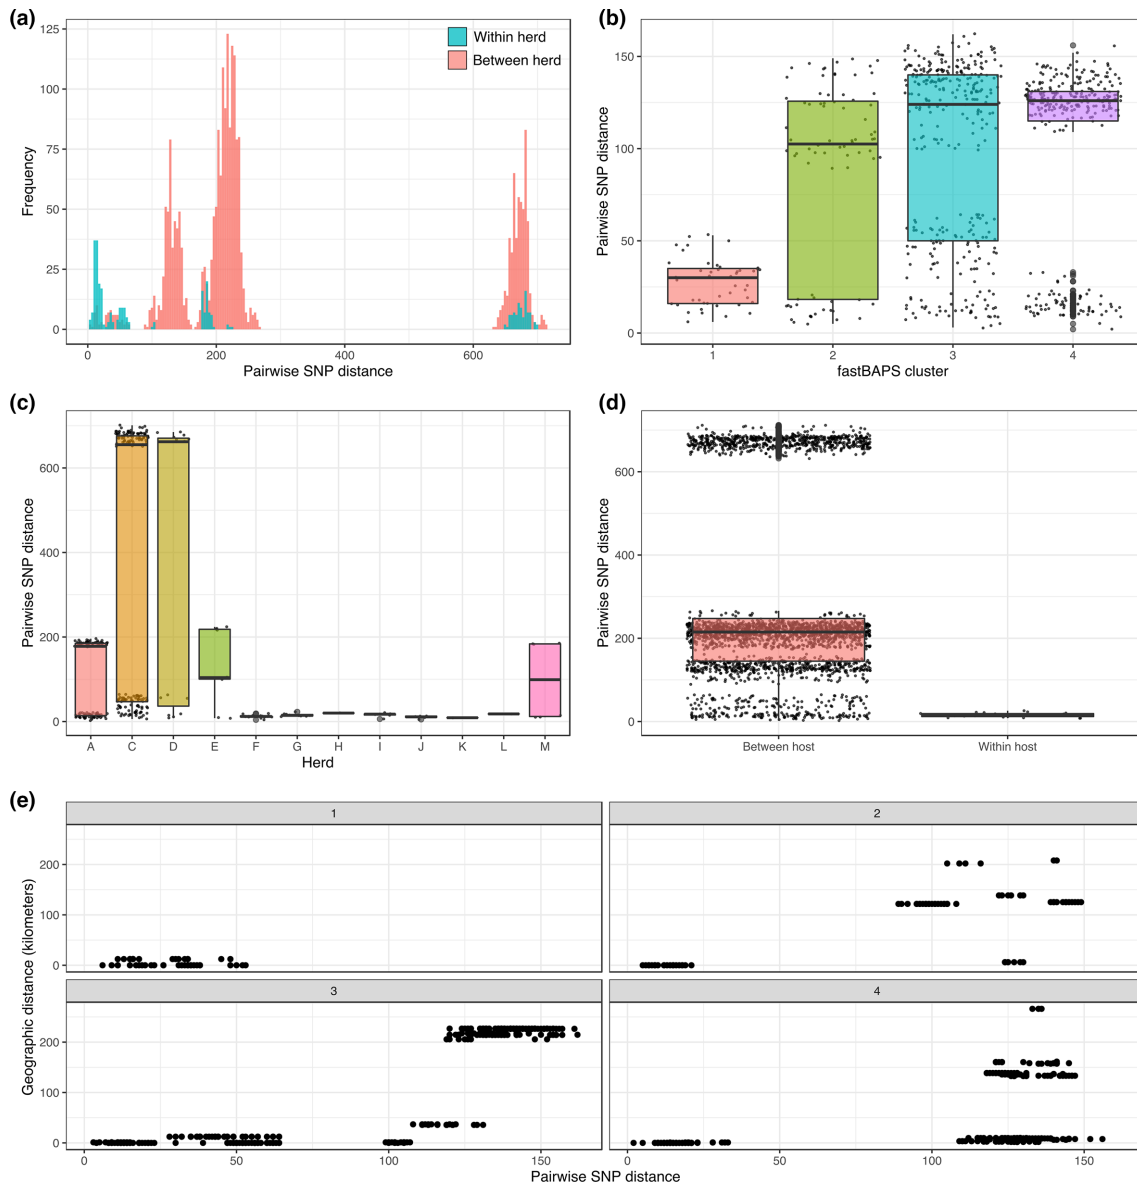 (a)
Within herd
Between herd
125
100
75
50
25
0
Frequency
0 200 400 600
Pairwise SNP distance
(b)
150
100
50
0
Pairwise SNP distance
1 2 3 4
fastBAPS cluster
(c)
600
400
200
0
Pairwise SNP distance
A C D E F G H I J K L M
Herd
(d)
600
400
200
0
Pairwise SNP distance
Between host Within host
(e)
1 2
200
100
0
3 4
200
100
0
Geographic distance (kilometers)
0 50 100 150 0 50 100 150
Pairwise SNP distance